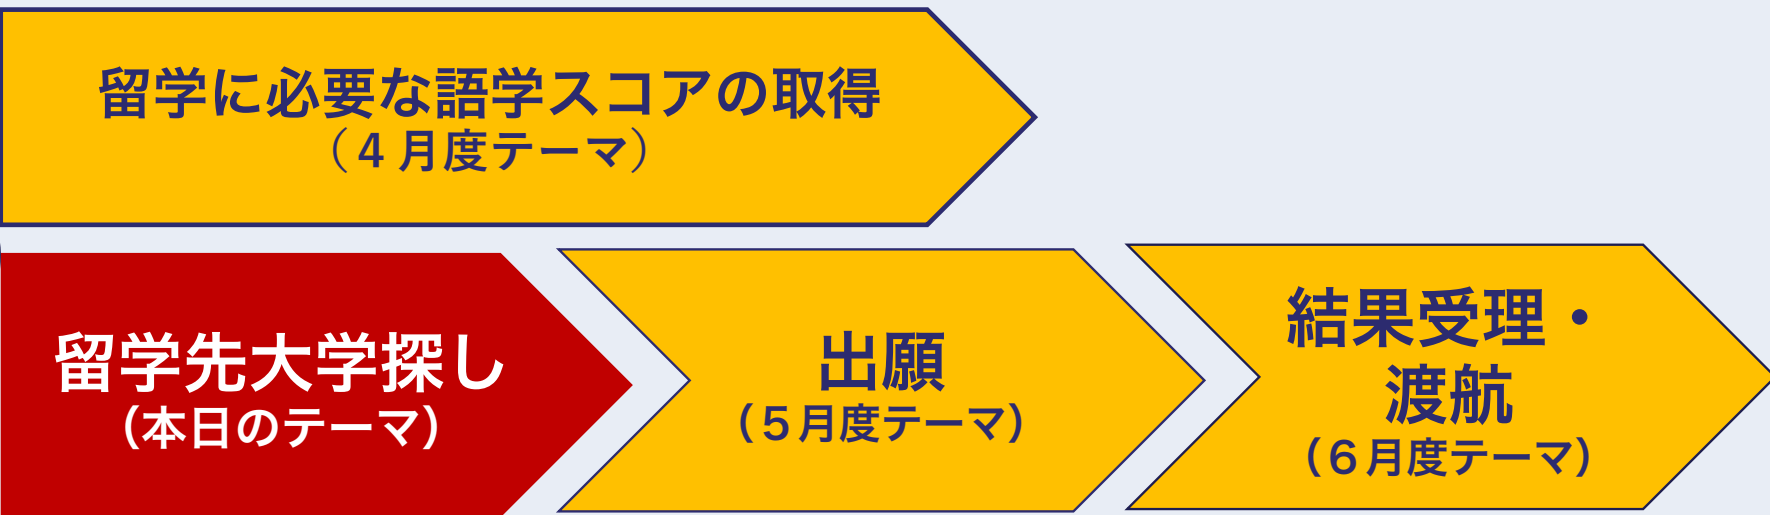 留学に必要な語学スコアの取得
（４月度テーマ）
留学先大学探し
（本日のテーマ）
出願
（５月度テーマ）
結果受理・
渡航
（６月度テーマ）